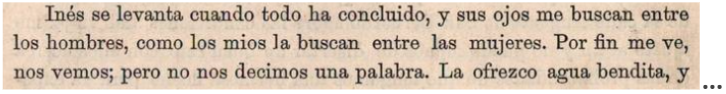 Inés se levanta cuando todo ha concluido, y sus ojos me buscan entre
los hombres, como los mios la buscan entre las mujeres. Por fin me ve,
nos vemos; pero no nos decimos una palabra. La ofrezco agua bendita, y
...